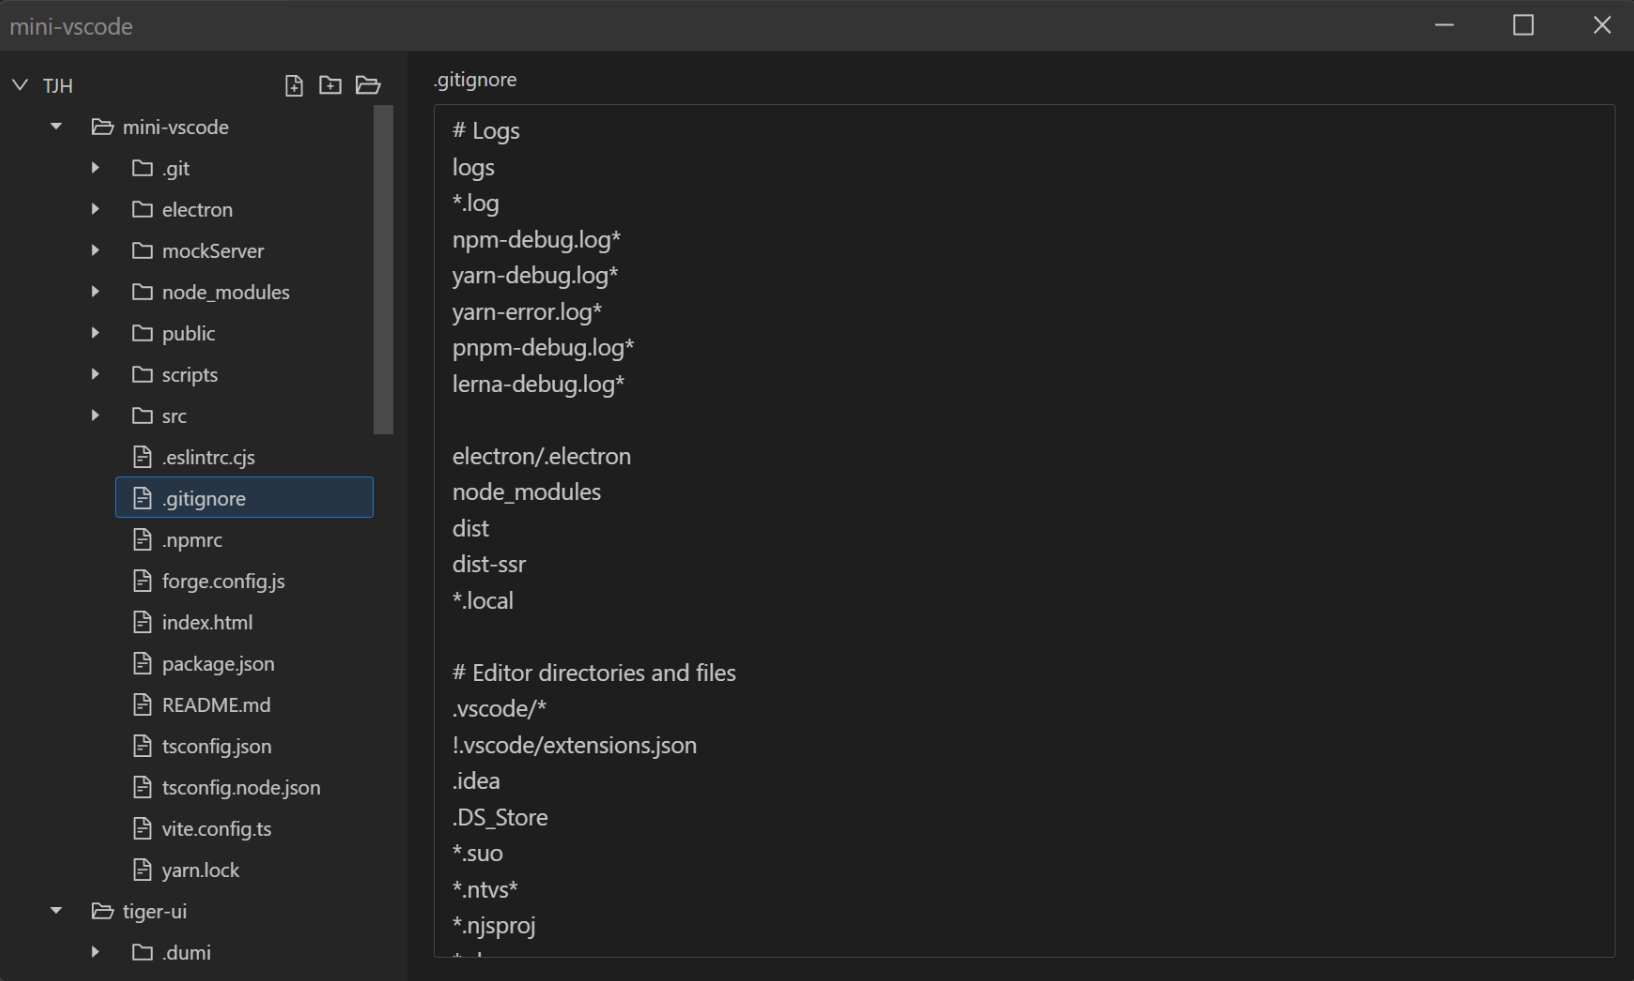 mini-vscode
TJH
mini-vscode
.git
electron
mockServer
node_modules
public
scripts
src
.eslintrc.cjs
.gitignore
.npmrc
forge.config.js
index.html
package.json
README.md
tsconfig.json
tsconfig.node.json
vite.config.ts
yarn.lock
tiger-ui
.dumi
.gitignore
# Logs
logs
*.log
npm-debug.log*
yarn-debug.log*
yarn-error.log*
pnpm-debug.log*
lerna-debug.log*
electron/.electron
node_modules
dist
dist-ssr
*.local
# Editor directories and files
.vscode/*
!.vscode/extensions.json
.idea
.DS_Store
*.suo
*.ntvs*
*.njsproj